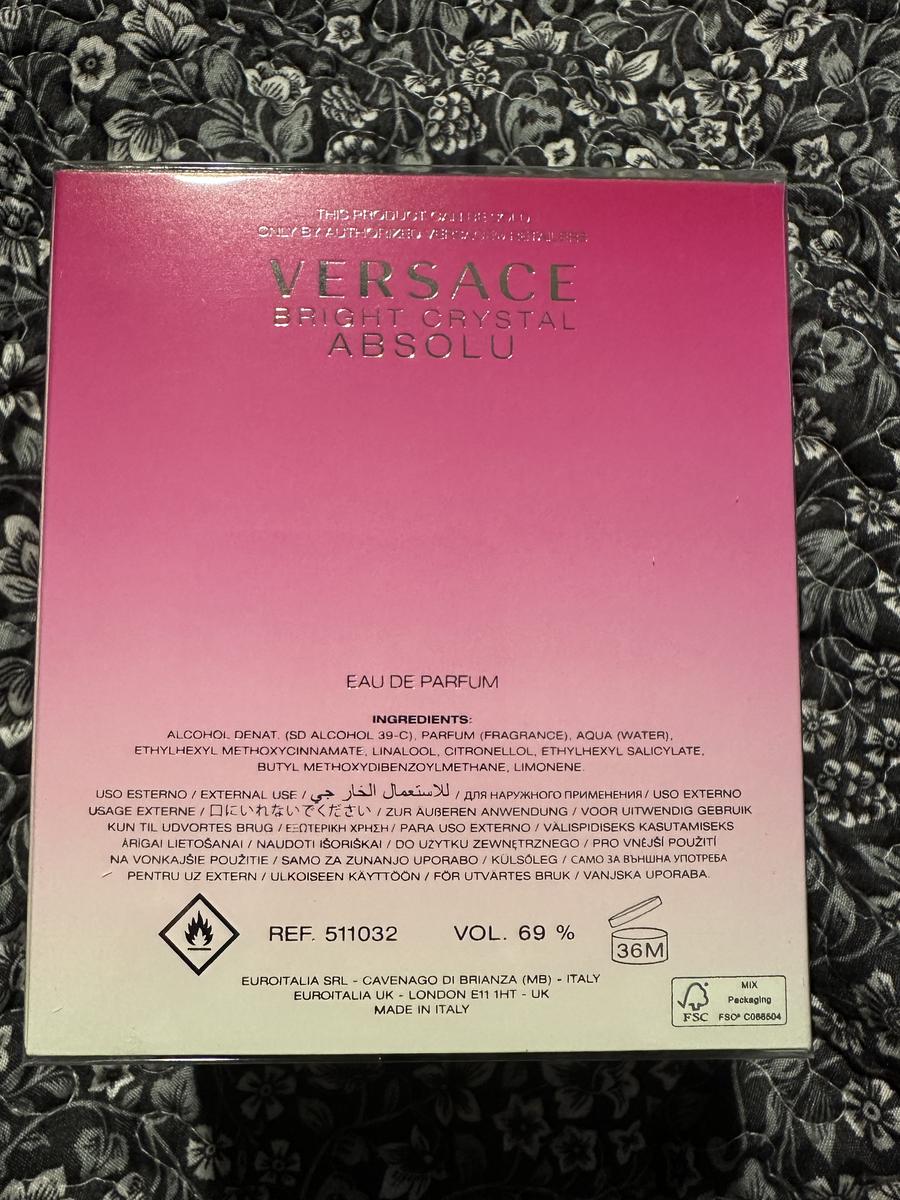 THIS PRODUCT CAN BE SOLD
ONLY BY AUTHORIZED VERSACE RETAILERS
VERSACE
BRIGHT CRYSTAL
ABSOLU
EAU DE PARFUM
INGREDIENTS:
ALCOHOL DENAT. (SD ALCOHOL 39-C), PARFUM (FRAGRANCE), AQUA (WATER),
ETHYLHEXYL METHOXYCINNAMATE, LINALOOL, CITRONELLOL, ETHYLHEXYL SALICYLATE,
BUTYL METHOXYDIBENZOYLMETHANE, LIMONENE.
USO ESTERNO / EXTERNAL USE / للاستعمال الخار جي / ДЛЯ НАРУЖНОГО ПРИМЕНЕНИЯ / USO EXTERNO
USAGE EXTERNE / 口にいれないでください / ZUR ÄUßEREN ANWENDUNG / VOOR UITWENDIG GEBRUIK
KUN TIL UDVORTES BRUG / ΕΞΩΤΕΡΙΚΗ ΧΡΗΣΗ / PARA USO EXTERNO / VÄLISPIDISEKS KASUTAMISEKS
ĀRĪGAI LIETOŠANAI / NAUDOTI IŠORIŠKAI / DO UŻYTKU ZEWNĘTRZNEGO / PRO VNĚJŠÍ POUŽITÍ
NA VONKAJŠIE POUŽITIE / SAMO ZA ZUNANJO UPORABO / KÜLSŐLEG / САМО ЗА ВЪНШНА УПОТРЕБА
PENTRU UZ EXTERN / ULKOISEEN KÄYTTÖÖN / FÖR UTVÄRTES BRUK / VANJSKA UPORABA.
REF. 511032 VOL. 69 % 36M
EUROITALIA SRL - CAVENAGO DI BRIANZA (MB) - ITALY
EUROITALIA UK - LONDON E11 1HT - UK
MADE IN ITALY
FSC
MIX
Packaging
FSC® C066504